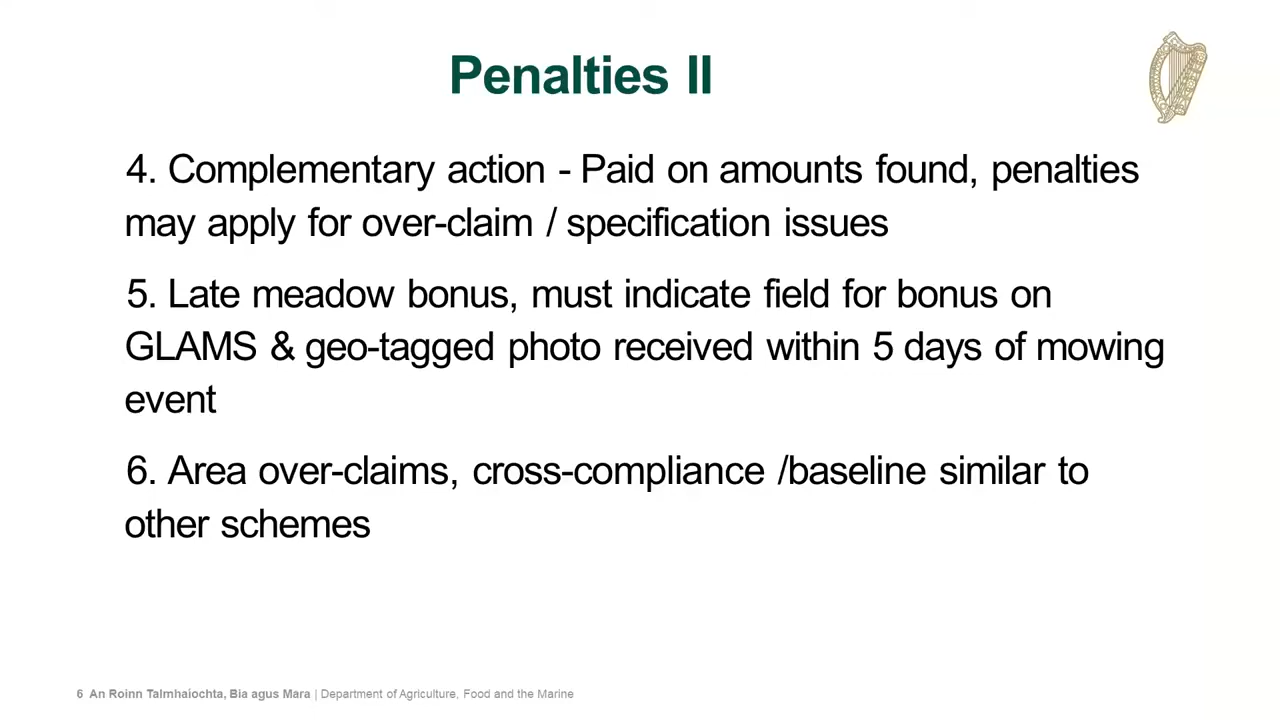 Penalties II
4. Complementary action - Paid on amounts found, penalties
may apply for over-claim / specification issues
5. Late meadow bonus, must indicate field for bonus on
GLAMS & geo-tagged photo received within 5 days of mowing
event
6. Area over-claims, cross-compliance /baseline similar to
other schemes
6 An Roinn Talmhaíochta, Bia agus Mara | Department of Agriculture, Food and the Marine